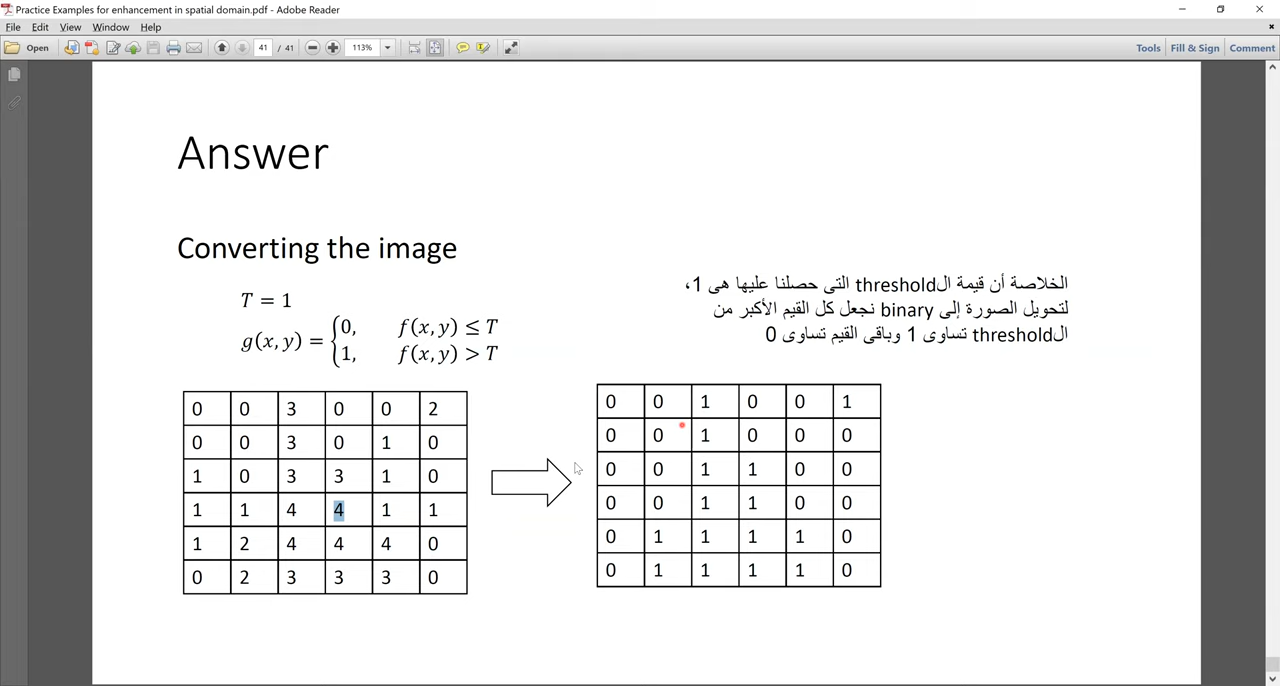 Practice Examples for enhancement in spatial domain.pdf - Adobe Reader
File Edit View Window Help
Open 41 / 41 113% Tools Fill & Sign Comment
Answer
Converting the image
T = 1
g(x, y) = {0, f(x, y) ≤ T
1, f(x, y) > T
الخلاصة أن قيمة الthreshold التى حصلنا عليها هى 1،
لتحويل الصورة إلى binary نجعل كل القيم الأكبر من
الthreshold تساوى 1 وباقى القيم تساوى 0
0 0 3 0 0 2
0 0 3 0 1 0
1 0 3 3 1 0
1 1 4 4 1 1
1 2 4 4 4 0
0 2 3 3 3 0
0 0 1 0 0 1
0 0 1 0 0 0
0 0 1 1 0 0
0 0 1 1 0 0
0 1 1 1 1 0
0 1 1 1 1 0